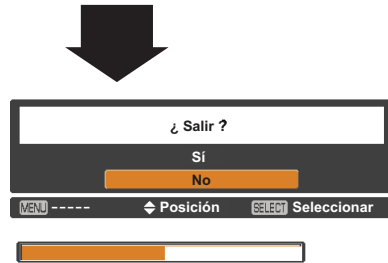 ¿ Salir ?
Sí
No
MENU ----- Posición SELECT Seleccionar